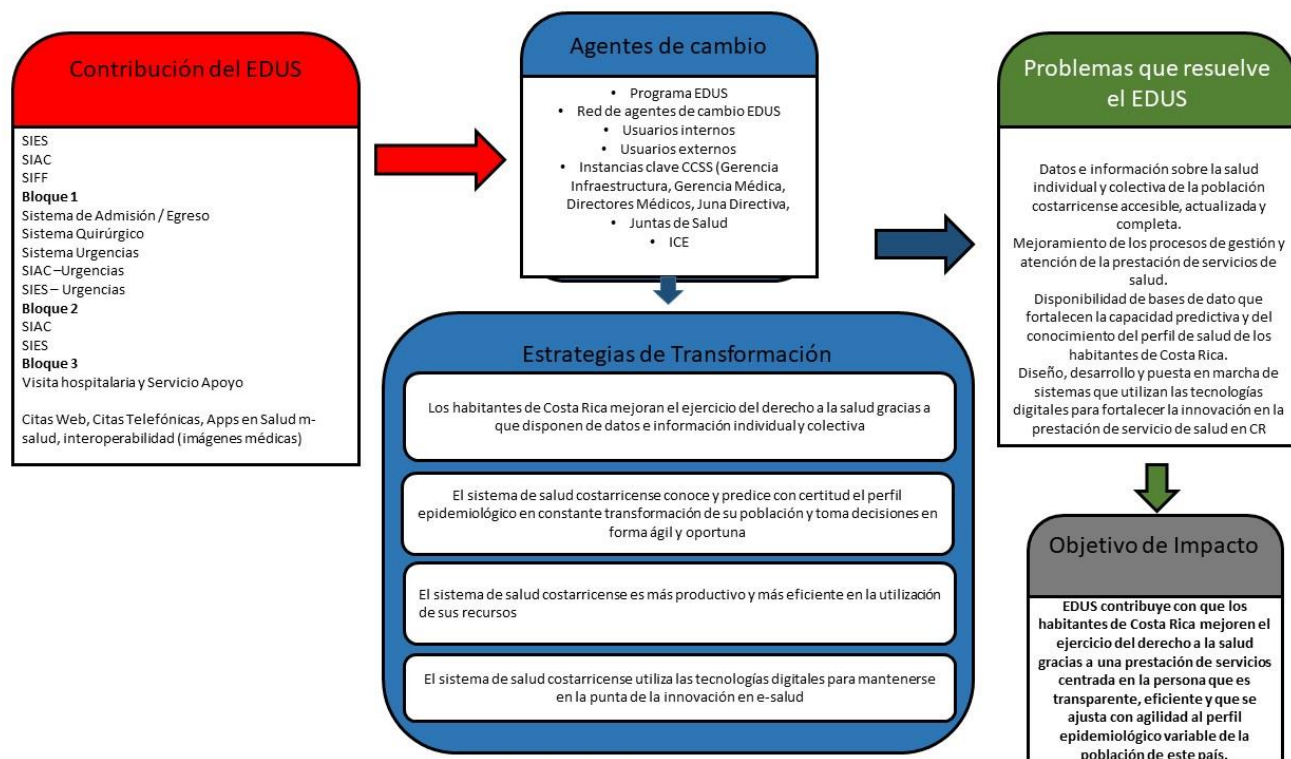 Contribución del EDUS
SIES
SIAC
SIFF
Bloque 1
Sistema de Admisión / Egreso
Sistema Quirúrgico
Sistema Urgencias
SIAC –Urgencias
SIES – Urgencias
Bloque 2
SIAC
SIES
Bloque 3
Visita hospitalaria y Servicio Apoyo
Citas Web, Citas Telefónicas, Apps en Salud m-
salud, interoperabilidad (imágenes médicas)
Agentes de cambio
• Programa EDUS
• Red de agentes de cambio EDUS
• Usuarios internos
• Usuarios externos
• Instancias clave CCSS (Gerencia
Infraestructura, Gerencia Médica,
Directores Médicos, Juna Directiva,
• Juntas de Salud
• ICE
Estrategias de Transformación
Los habitantes de Costa Rica mejoran el ejercicio del derecho a la salud gracias a
que disponen de datos e información individual y colectiva
El sistema de salud costarricense conoce y predice con certitud el perfil
epidemiológico en constante transformación de su población y toma decisiones en
forma ágil y oportuna
El sistema de salud costarricense es más productivo y más eficiente en la utilización
de sus recursos
El sistema de salud costarricense utiliza las tecnologías digitales para mantenerse
en la punta de la innovación en e-salud
Problemas que resuelve
el EDUS
Datos e información sobre la salud
individual y colectiva de la población
costarricense accesible, actualizada y
completa.
Mejoramiento de los procesos de gestión y
atención de la prestación de servicios de
salud.
Disponibilidad de bases de dato que
fortalecen la capacidad predictiva y del
conocimiento del perfil de salud de los
habitantes de Costa Rica.
Diseño, desarrollo y puesta en marcha de
sistemas que utilizan las tecnologías
digitales para fortalecer la innovación en la
prestación de servicio de salud en CR
Objetivo de Impacto
EDUS contribuye con que los
habitantes de Costa Rica mejoren el
ejercicio del derecho a la salud
gracias a una prestación de servicios
centrada en la persona que es
transparente, eficiente y que se
ajusta con agilidad al perfil
epidemiológico variable de la
población de este país.